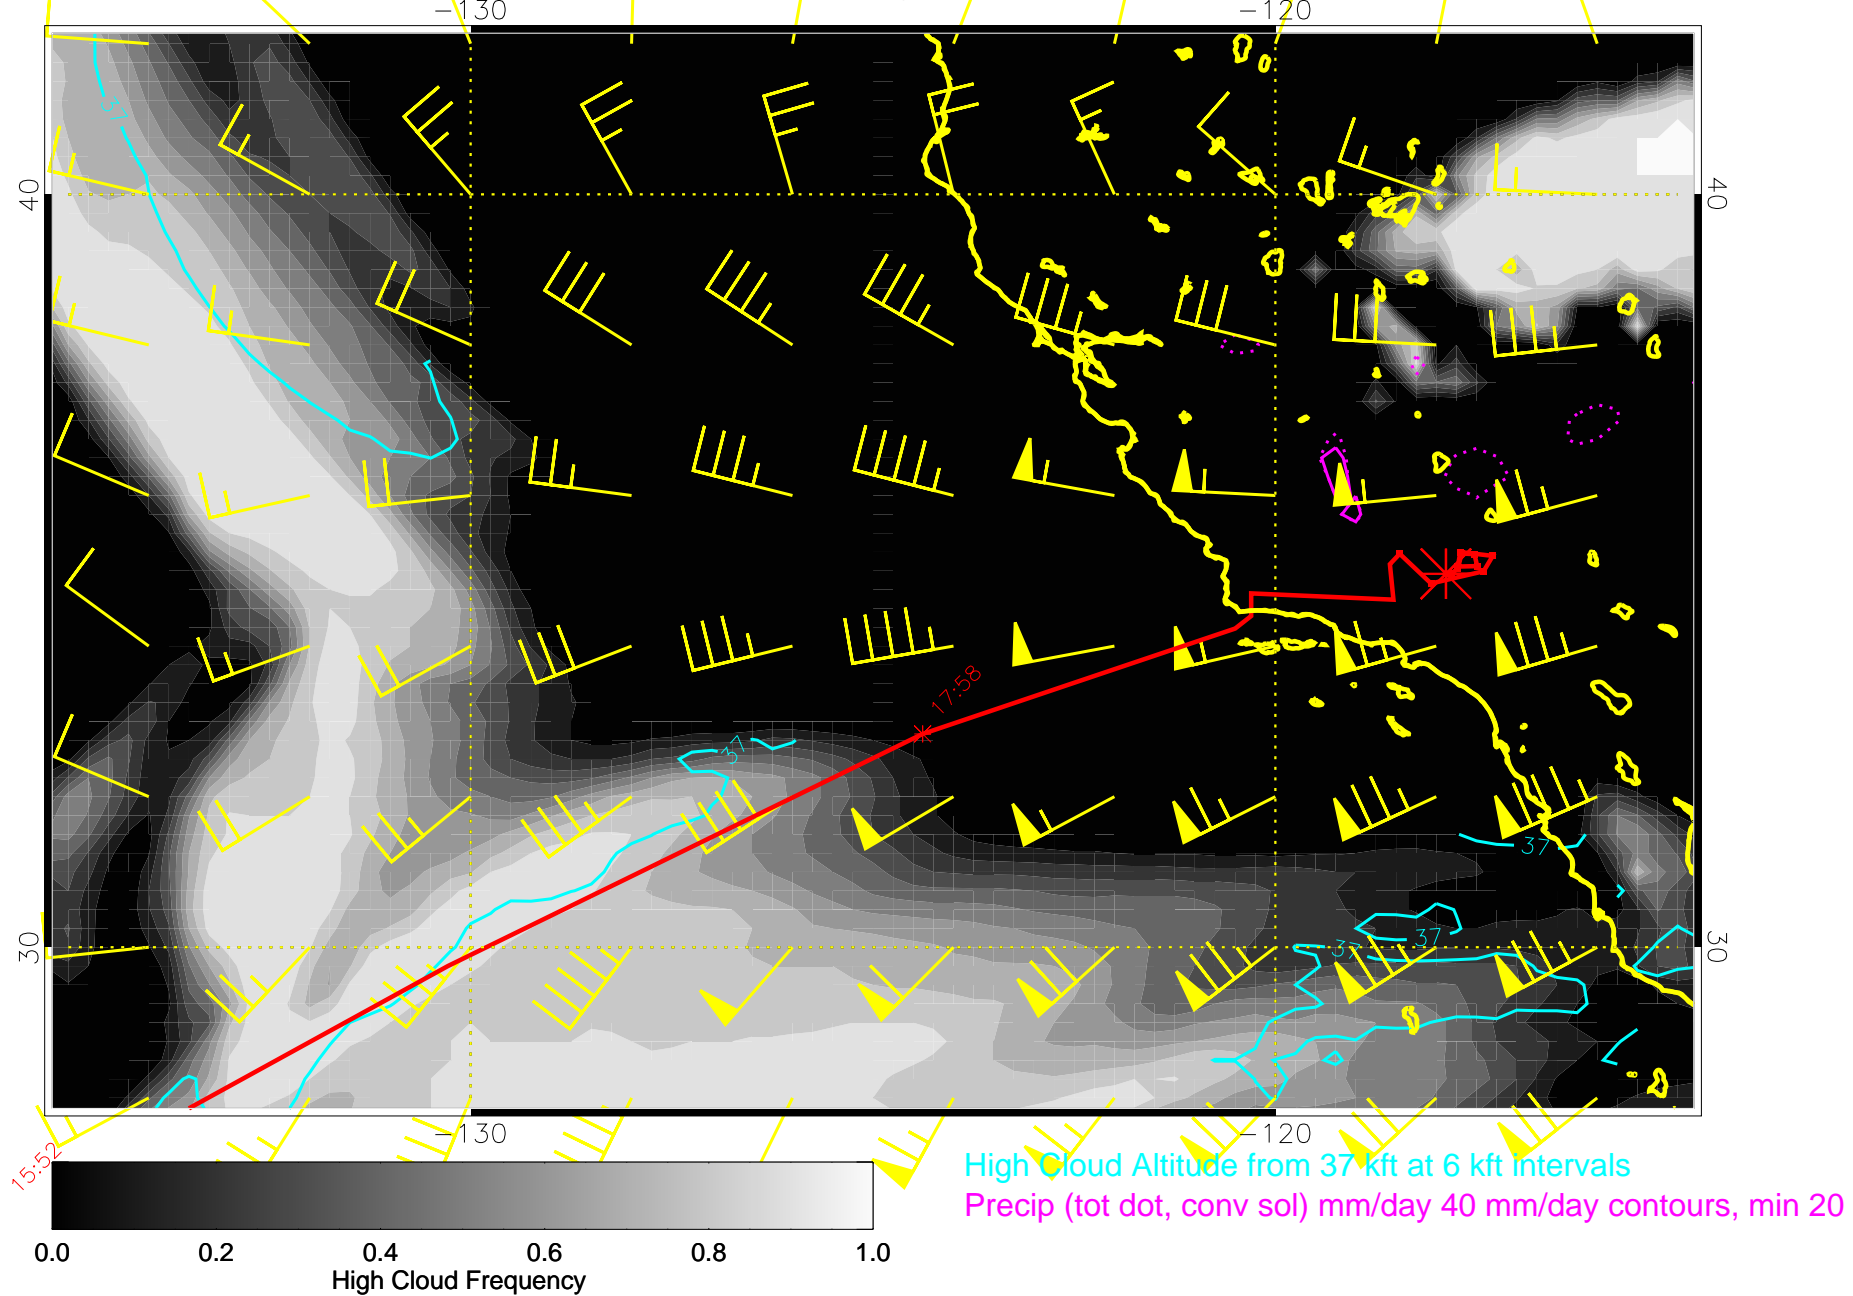 -130 -120
40 40
37
17:58
37
37
30 37 37 30
-130 -120
15:52
High Cloud Altitude from 37 kft at 6 kft intervals
Precip (tot dot, conv sol) mm/day 40 mm/day contours, min 20
0.0 0.2 0.4 0.6 0.8 1.0
High Cloud Frequency